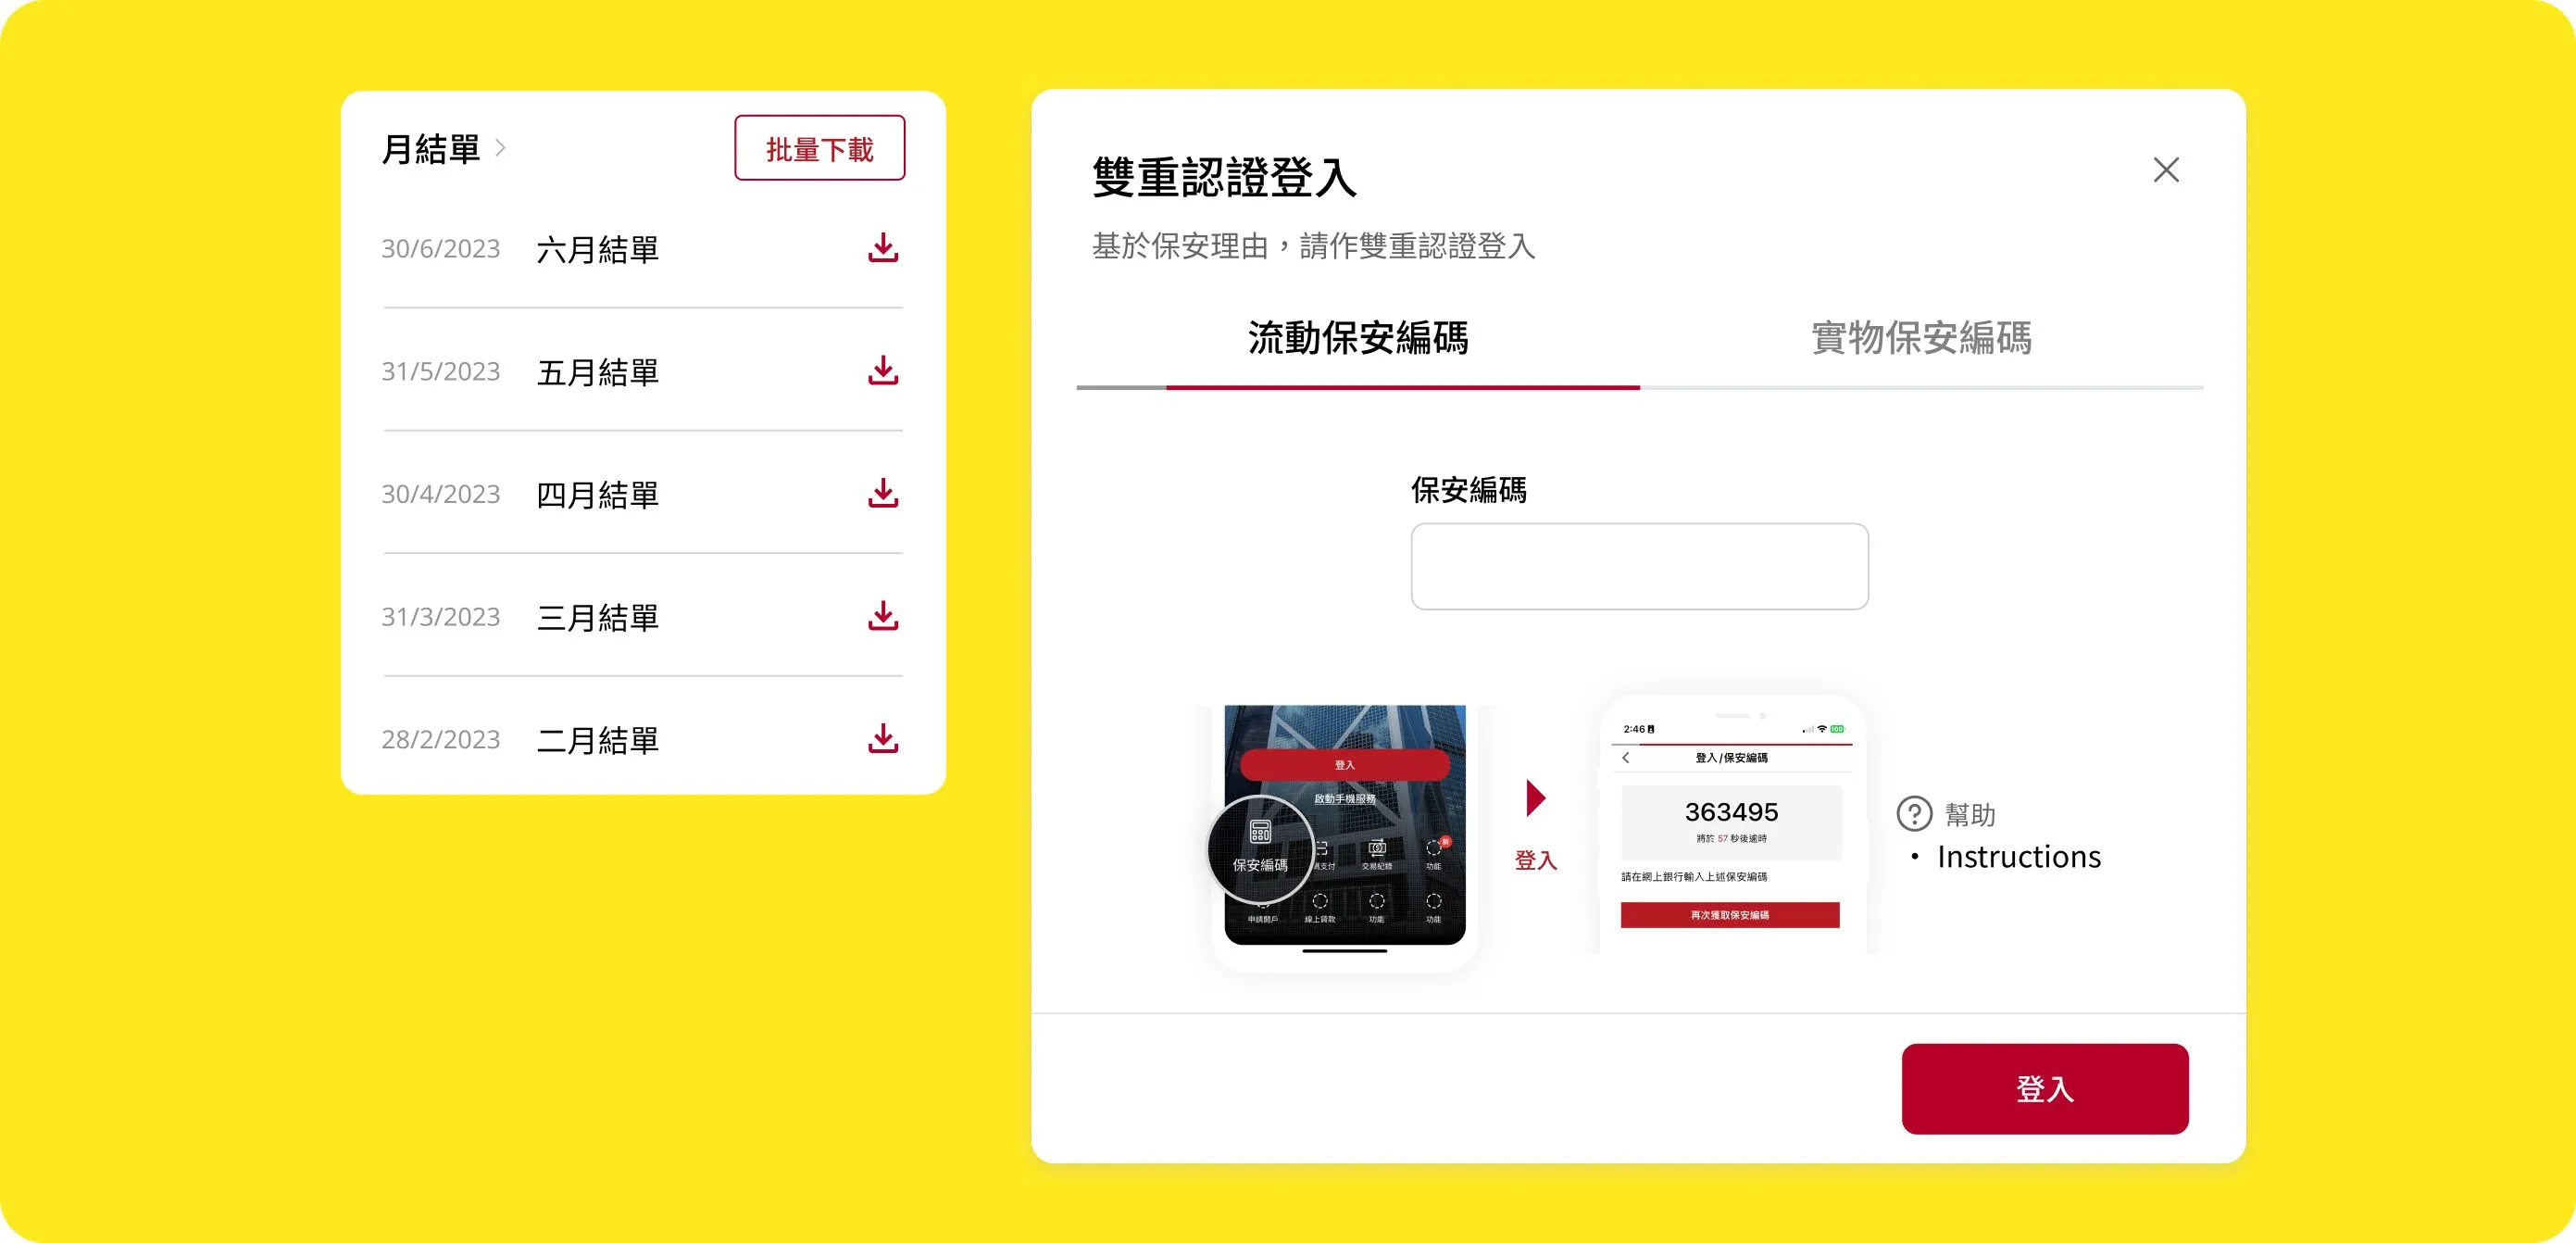 月結單
批量下載
30/6/2023 六月結單
31/5/2023 五月結單
30/4/2023 四月結單
31/3/2023 三月結單
28/2/2023 二月結單
雙重認證登入
基於保安理由，請作雙重認證登入
流動保安編碼
實物保安編碼
保安編碼
登入
啟動手機服務
保安編碼
支付
交易紀錄
功能
新
申請開戶
線上貸款
功能
功能
登入
2:46
100
登入/保安編碼
363495
將於 57 秒後逾時
請在網上銀行輸入上述保安編碼
再次獲取保安編碼
幫助
• Instructions
登入